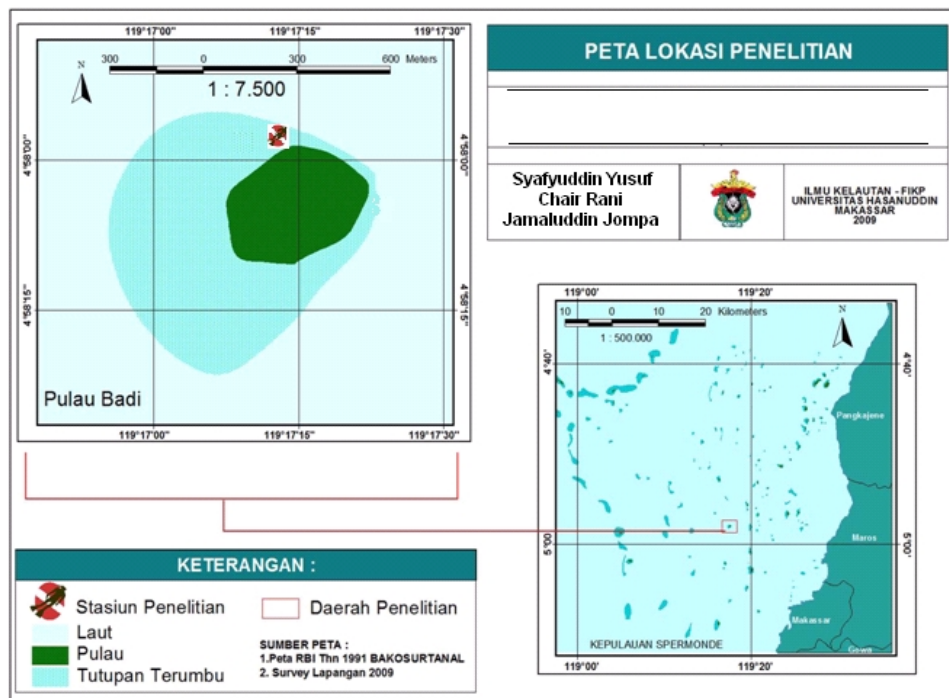 119°17'00"
119°17'15"
119°17'30"
N
300 0 300 600 Meters
1 : 7.500
4°58'00"
4°58'00"
4°58'15"
4°58'15"
Pulau Badi
119°17'00"
119°17'15"
119°17'30"
PETA LOKASI PENELITIAN
Syafyuddin Yusuf
Chair Rani
Jamaluddin Jompa
ILMU KELAUTAN - FIKP
UNIVERSITAS HASANUDDIN
MAKASSAR
2009
119°00'
119°20'
10 0 10 20 Kilometers
1 : 500.000
N
4°40'
4°40'
Pangkajene
Maros
5°00'
5°00'
Makassar
Gowa
KEPULAUAN SPERMONDE
119°00'
119°20'
KETERANGAN :
Stasiun Penelitian
Daerah Penelitian
Laut
Pulau
Tutupan Terumbu
SUMBER PETA :
1.Peta RBI Thn 1991 BAKOSURTANAL
2. Survey Lapangan 2009